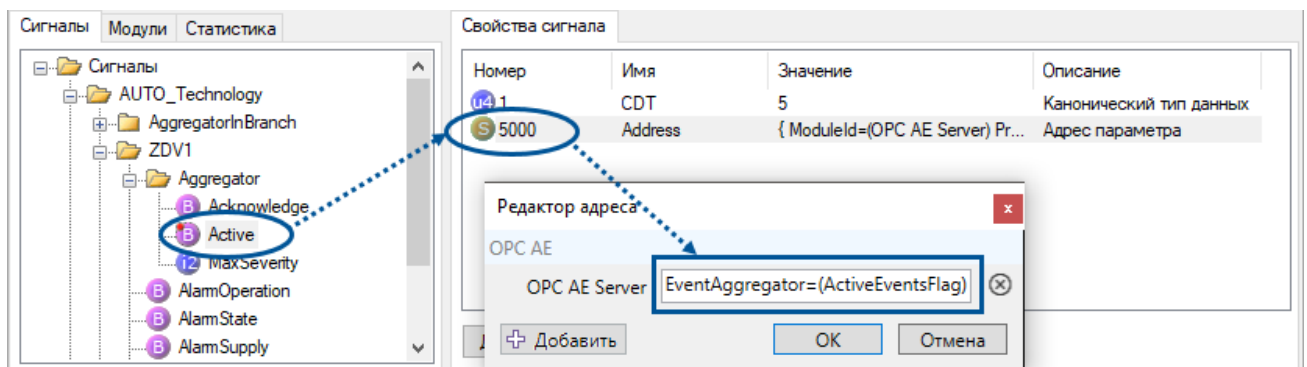 Сигналы Модули Статистика
Сигналы
AUTO_Technology
AggregatorInBranch
ZDV1
Aggregator
Acknowledge
Active
MaxSeverity
AlarmOperation
AlarmState
AlarmSupply
Свойства сигнала
Номер Имя Значение Описание
u4 1 CDT 5 Канонический тип данных
S 5000 Address { ModuleId=(OPC AE Server) Pr... Адрес параметра
Редактор адреса x
OPC AE
OPC AE Server EventAggregator=(ActiveEventsFlag)
Добавить OK Отмена